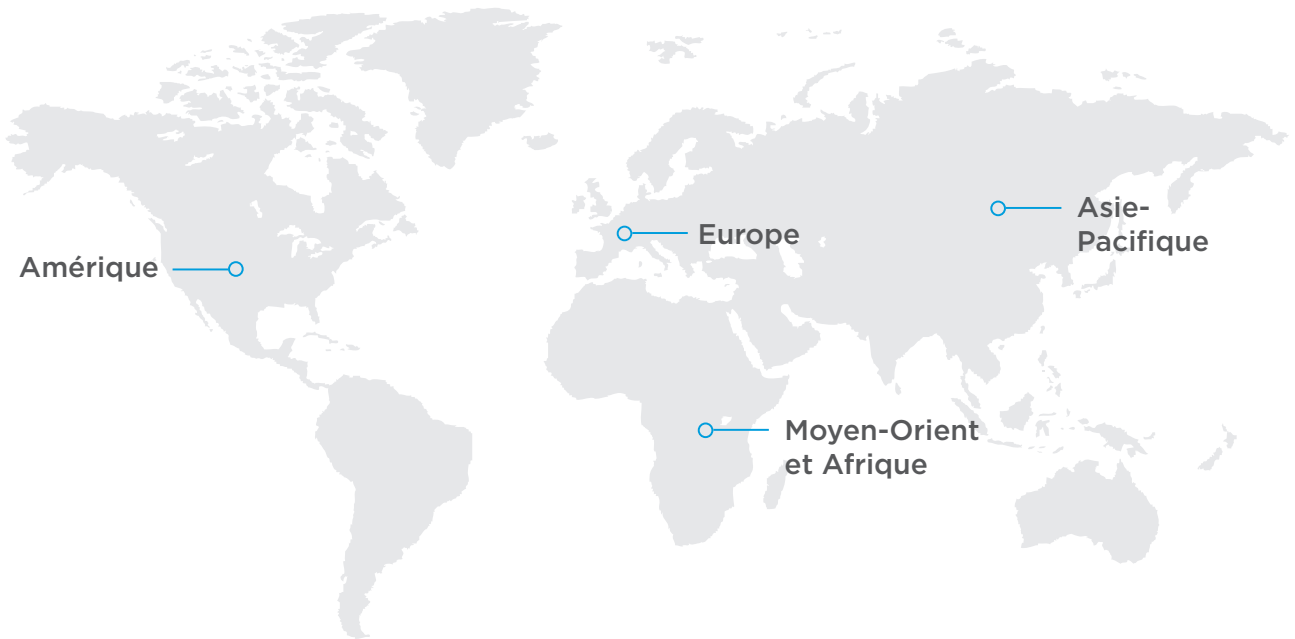 Asie-
Pacifique
Europe
Amérique
Moyen-Orient
et Afrique